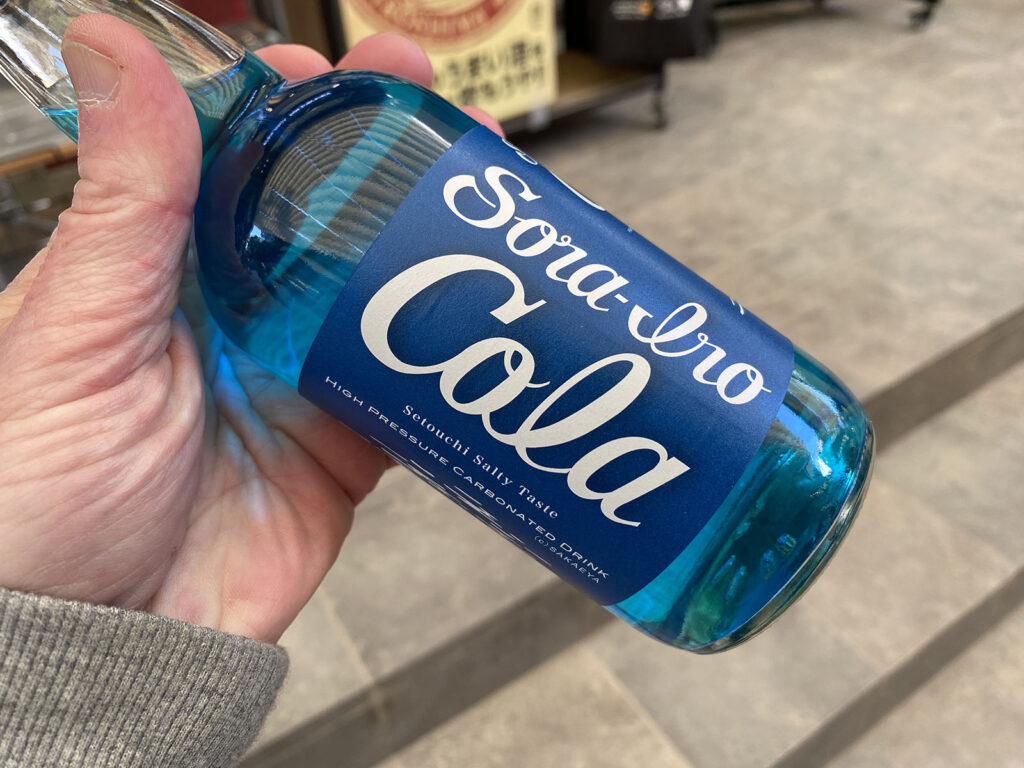 Sora-Iro
Cola
Setouchi Salty Taste
HIGH PRESSURE CARBONATED DRINK
(C) SAKAEYA